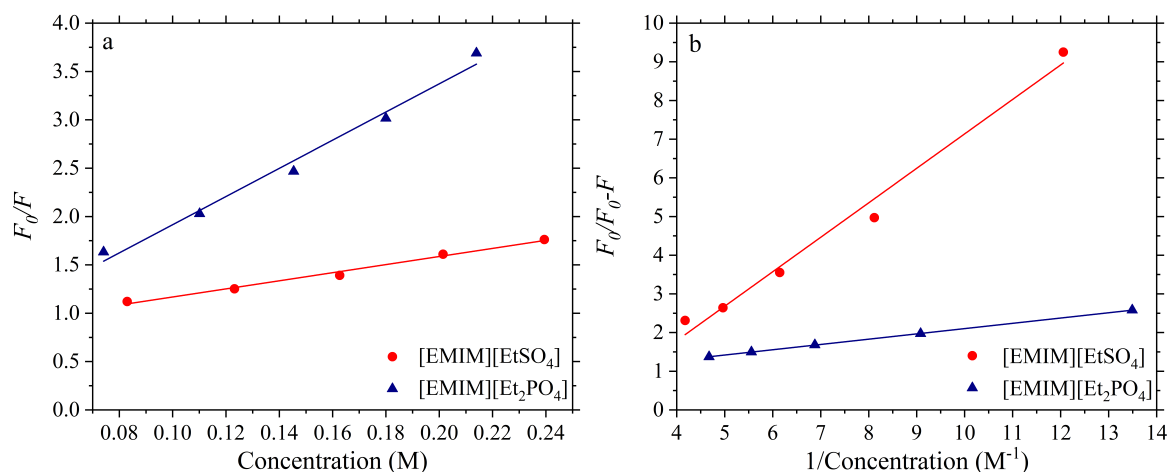 a
F₀/F
4.0
3.5
3.0
2.5
2.0
1.5
1.0
0.5
0.0
[EMIM][EtSO₄]
[EMIM][Et₂PO₄]
0.08 0.10 0.12 0.14 0.16 0.18 0.20 0.22 0.24
Concentration (M)
b
F₀/F₀-F
10
9
8
7
6
5
4
3
2
1
0
[EMIM][EtSO₄]
[EMIM][Et₂PO₄]
4 5 6 7 8 9 10 11 12 13 14
1/Concentration (M⁻¹)